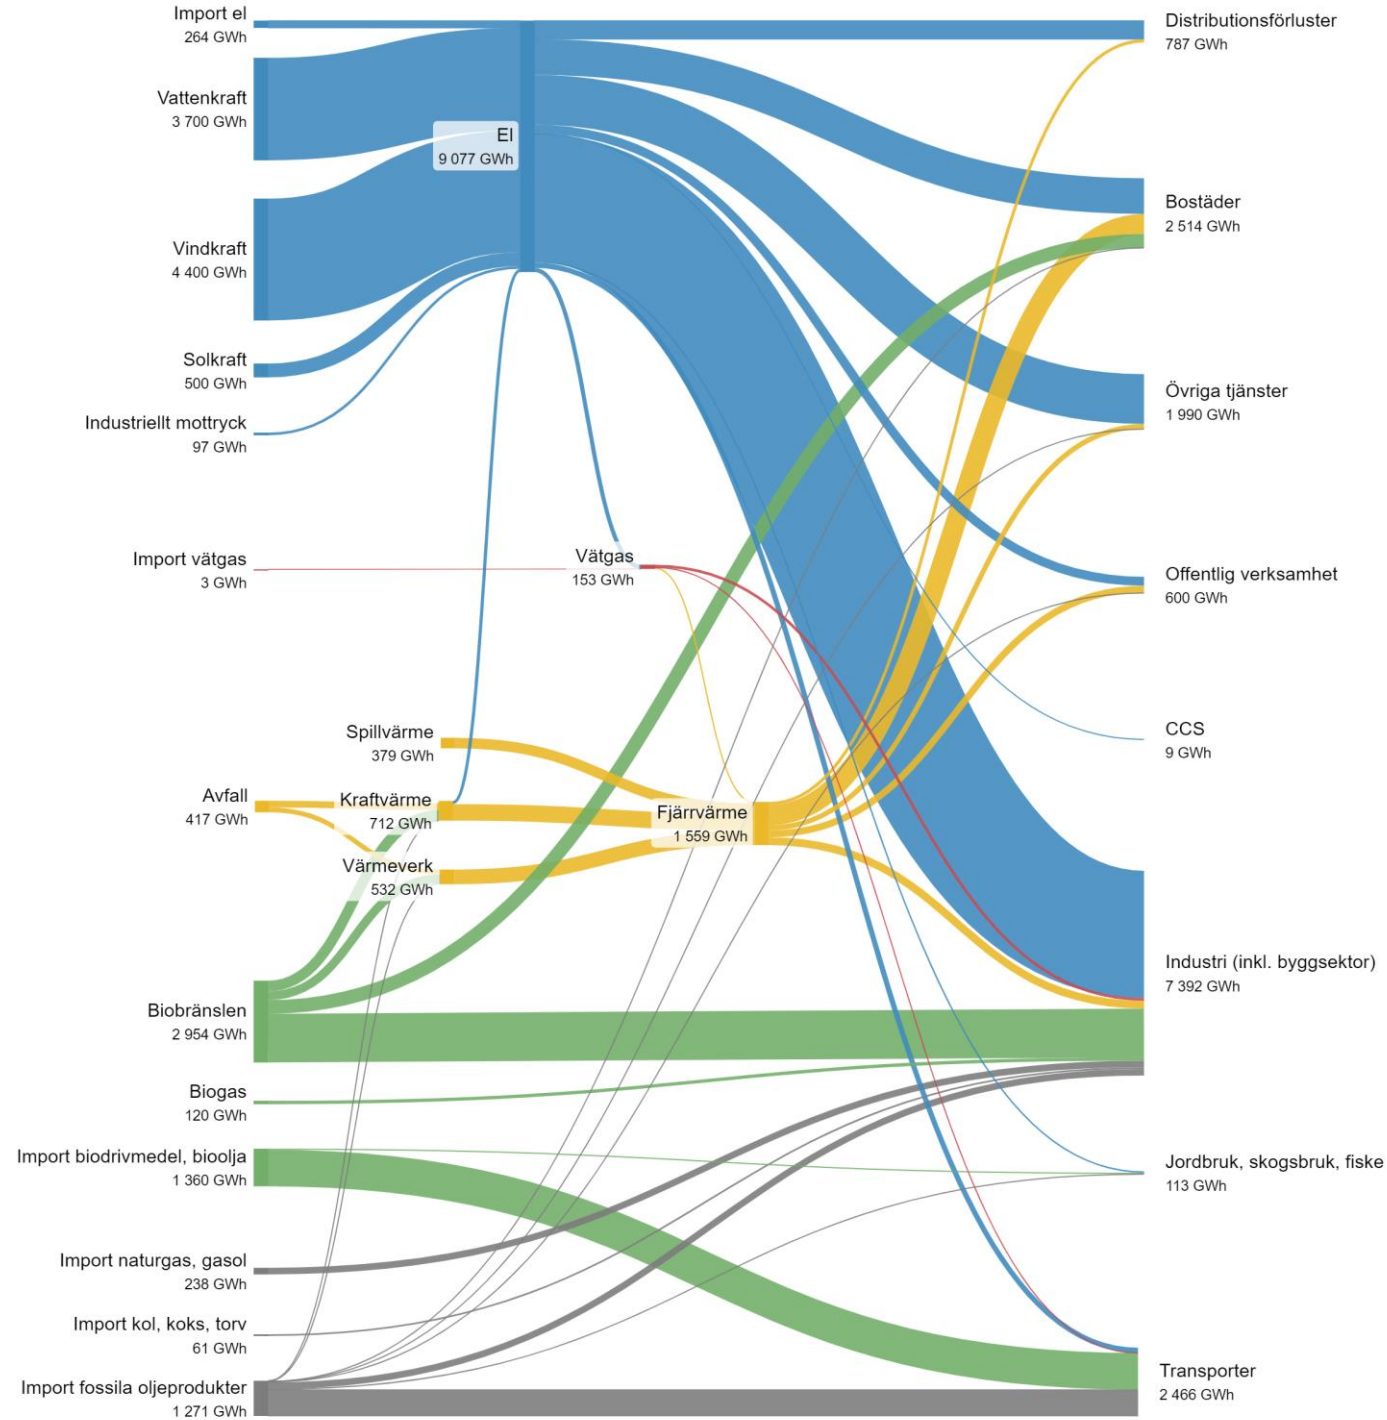 Import el
264 GWh
Vattenkraft
3 700 GWh
Vindkraft
4 400 GWh
Solkraft
500 GWh
Industriellt mottryck
97 GWh
Import vätgas
3 GWh
Avfall
417 GWh
Biobränslen
2 954 GWh
Biogas
120 GWh
Import biodrivmedel, bioolja
1 360 GWh
Import naturgas, gasol
238 GWh
Import kol, koks, torv
61 GWh
Import fossila oljeprodukter
1 271 GWh
El
9 077 GWh
Vätgas
153 GWh
Spillvärme
379 GWh
Kraftvärme
712 GWh
Värmeverk
532 GWh
Fjärrvärme
1 559 GWh
Distributionsförluster
787 GWh
Bostäder
2 514 GWh
Övriga tjänster
1 990 GWh
Offentlig verksamhet
600 GWh
CCS
9 GWh
Industri (inkl. byggsektor)
7 392 GWh
Jordbruk, skogsbruk, fiske
113 GWh
Transporter
2 466 GWh